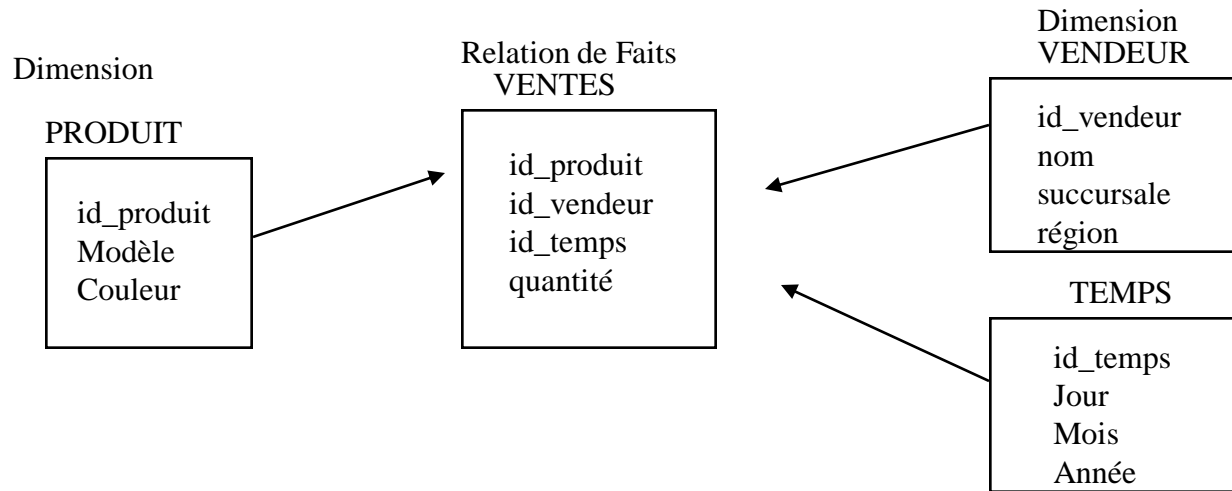 Dimension
PRODUIT
id_produit
Modèle
Couleur
Relation de Faits
VENTES
id_produit
id_vendeur
id_temps
quantité
Dimension
VENDEUR
id_vendeur
nom
succursale
région
TEMPS
id_temps
Jour
Mois
Année